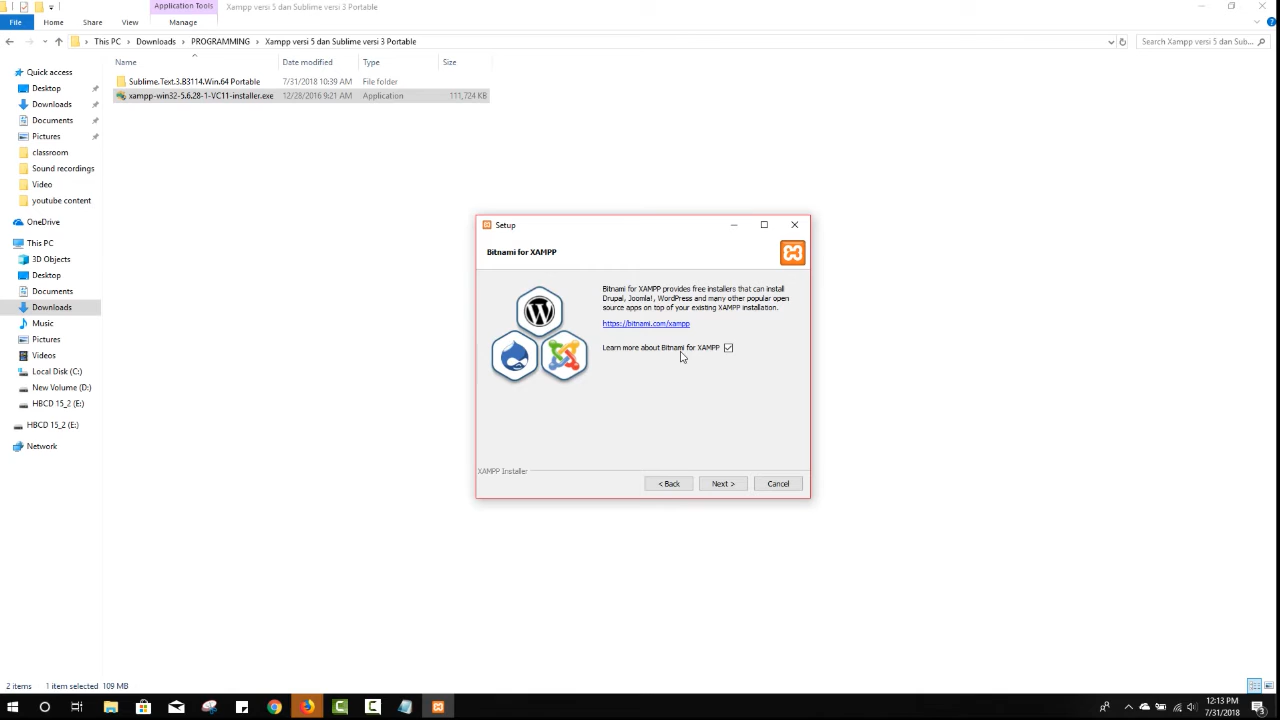 Application Tools
Xampp versi 5 dan Sublime versi 3 Portable
File
Home
Share
View
Manage
This PC
Downloads
PROGRAMMING
Xampp versi 5 dan Sublime versi 3 Portable
Search Xampp versi 5 dan Sub...
Name
Date modified
Type
Size
Sublime.Text.3.B3114.Win.64 Portable
7/31/2018 10:39 AM
File folder
xampp-win32-5.6.28-1-VC11-installer.exe
12/28/2016 9:21 AM
Application
111,724 KB
Quick access
Desktop
Downloads
Documents
Pictures
classroom
Sound recordings
Video
youtube content
OneDrive
This PC
3D Objects
Desktop
Documents
Downloads
Music
Pictures
Videos
Local Disk (C:)
New Volume (D:)
HBCD 15_2 (E:)
HBCD 15_2 (E:)
Network
Setup
Bitnami for XAMPP
Bitnami for XAMPP provides free installers that can install
Drupal, Joomla!, WordPress and many other popular open
source apps on top of your existing XAMPP installation.
https://bitnami.com/xampp
Learn more about Bitnami for XAMPP
XAMPP Installer
< Back
Next >
Cancel
2 items
1 item selected
109 MB
12:13 PM
7/31/2018
3